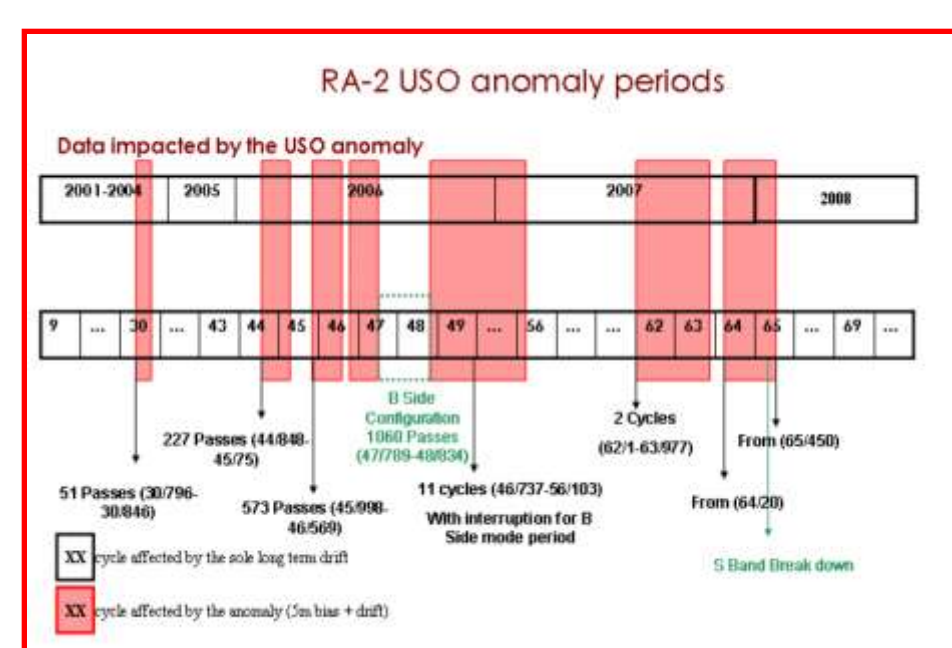 RA-2 USO anomaly periods
Data impacted by the USO anomaly
2001-2004 2005 2006 2007 2008
9 ... 30 ... 43 44 45 46 47 48 49 ... 56 ... ... 62 63 64 65 ... 69 ...
B Side
Configuration
1060 Passes
(47/789-48/834)
227 Passes (44/848-
45/75)
2 Cycles
(62/1-63/977)
From (65/450)
51 Passes (30/796-
30/846)
573 Passes (45/998-
46/569)
11 cycles (46/737-56/103)
With interruption for B
Side mode period
From (64/20)
S Band Break down
XX cycle affected by the sole long term drift
XX cycle affected by the anomaly (5m bias + drift)